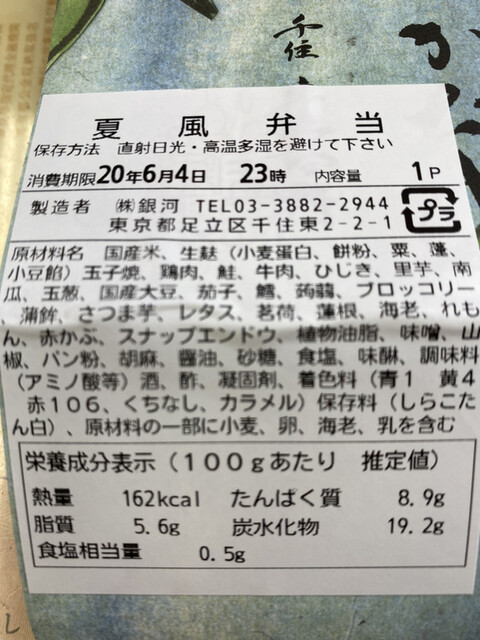 千住
夏風弁当
保存方法 直射日光・高温多湿を避けて下さい
消費期限20年6月4日 23時 内容量 1P
製造者 ㈱銀河 TEL03-3882-2944
東京都足立区千住東2-2-1
プラ
原材料名 国産米、生麩（小麦蛋白、餅粉、粟、蓬、
小豆餡）玉子焼、鶏肉、鮭、牛肉、ひじき、里芋、南
瓜、玉葱、国産大豆、茄子、鱈、蒟蒻、ブロッコリー
、蒲鉾、さつま芋、レタス、茗荷、蓮根、海老、れも
ん、赤かぶ、スナップエンドウ、植物油脂、味噌、山
椒、パン粉、胡麻、醤油、砂糖、食塩、味醂、調味料
（アミノ酸等）酒、酢、凝固剤、着色料（青1 黄4
赤106、くちなし、カラメル）保存料（しらこた
ん白）、原材料の一部に小麦、卵、海老、乳を含む
栄養成分表示（100gあたり 推定値）
熱量 162kcal たんぱく質 8.9g
脂質 5.6g 炭水化物 19.2g
食塩相当量 0.5g